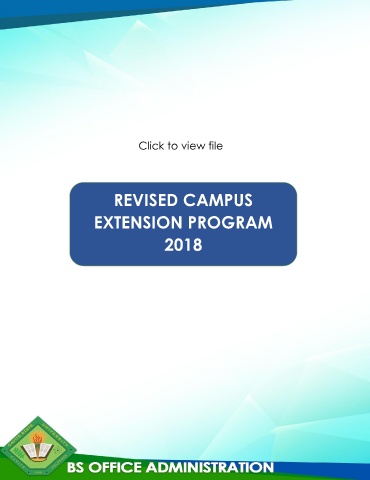 Click to view file
REVISED CAMPUS
EXTENSION PROGRAM
2018
BS OFFICE ADMINISTRATION